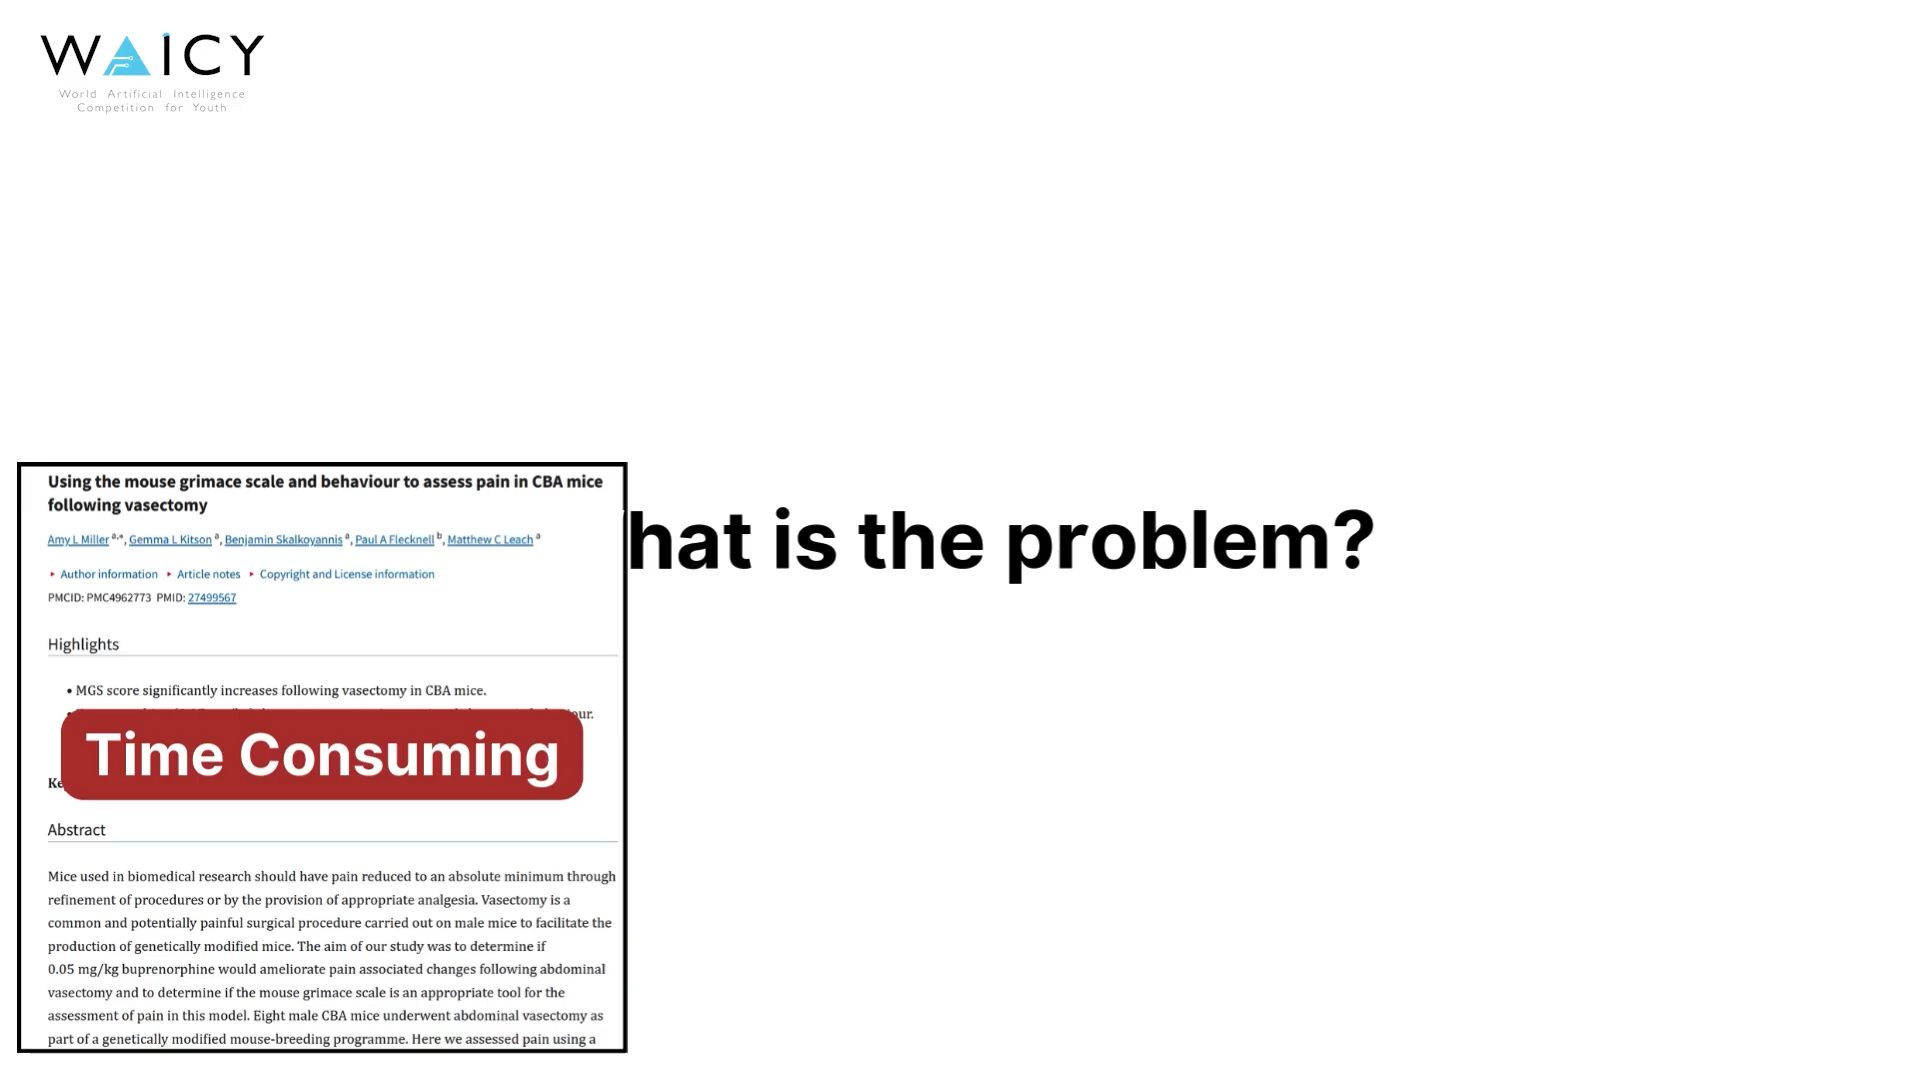 WAICY
World Artificial Intelligence
Competition for Youth
Using the mouse grimace scale and behaviour to assess pain in CBA mice
following vasectomy
Amy L Miller a,*, Gemma L Kitson a, Benjamin Skalkoyannis a, Paul A Flecknell b, Matthew C Leach a
hat is the problem?
▸ Author information ▸ Article notes ▸ Copyright and License information
PMCID: PMC4962773 PMID: 27499567
Highlights
• MGS score significantly increases following vasectomy in CBA mice.
Time Consuming
Abstract
Mice used in biomedical research should have pain reduced to an absolute minimum through
refinement of procedures or by the provision of appropriate analgesia. Vasectomy is a
common and potentially painful surgical procedure carried out on male mice to facilitate the
production of genetically modified mice. The aim of our study was to determine if
0.05 mg/kg buprenorphine would ameliorate pain associated changes following abdominal
vasectomy and to determine if the mouse grimace scale is an appropriate tool for the
assessment of pain in this model. Eight male CBA mice underwent abdominal vasectomy as
part of a genetically modified mouse-breeding programme. Here we assessed pain using a